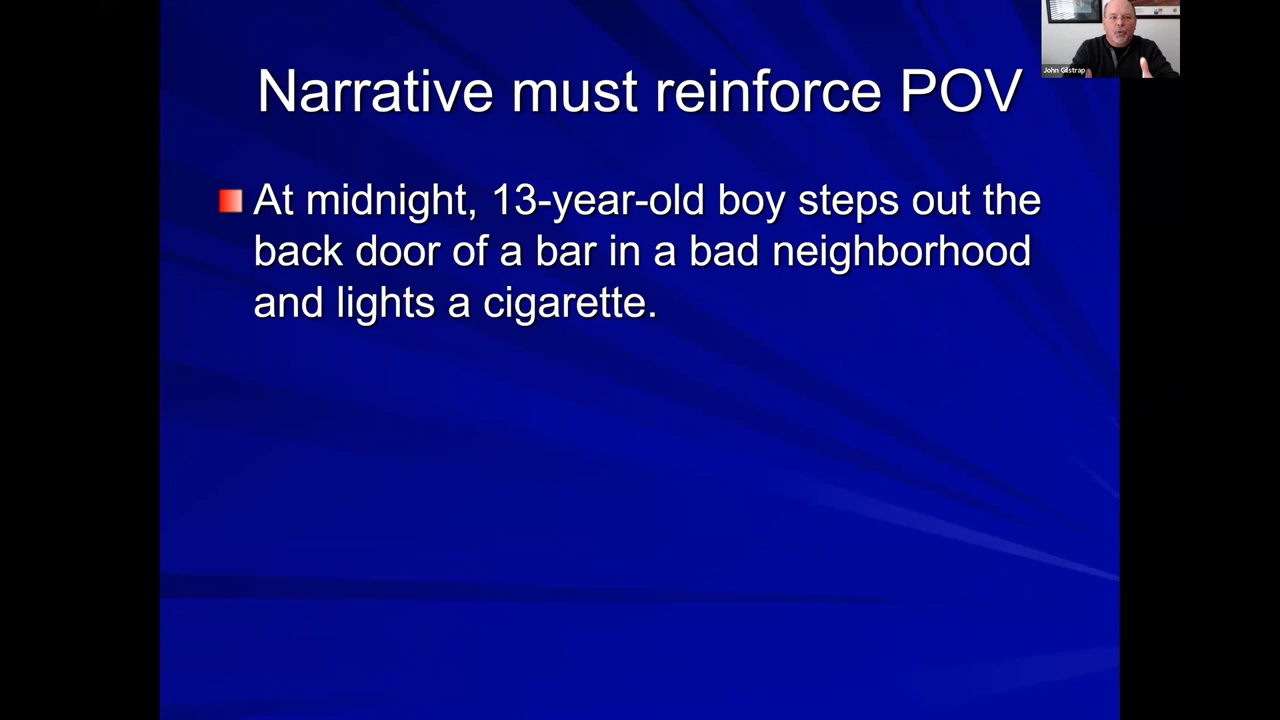 Narrative must reinforce POV
At midnight, 13-year-old boy steps out the
back door of a bar in a bad neighborhood
and lights a cigarette.
John Gilstrap